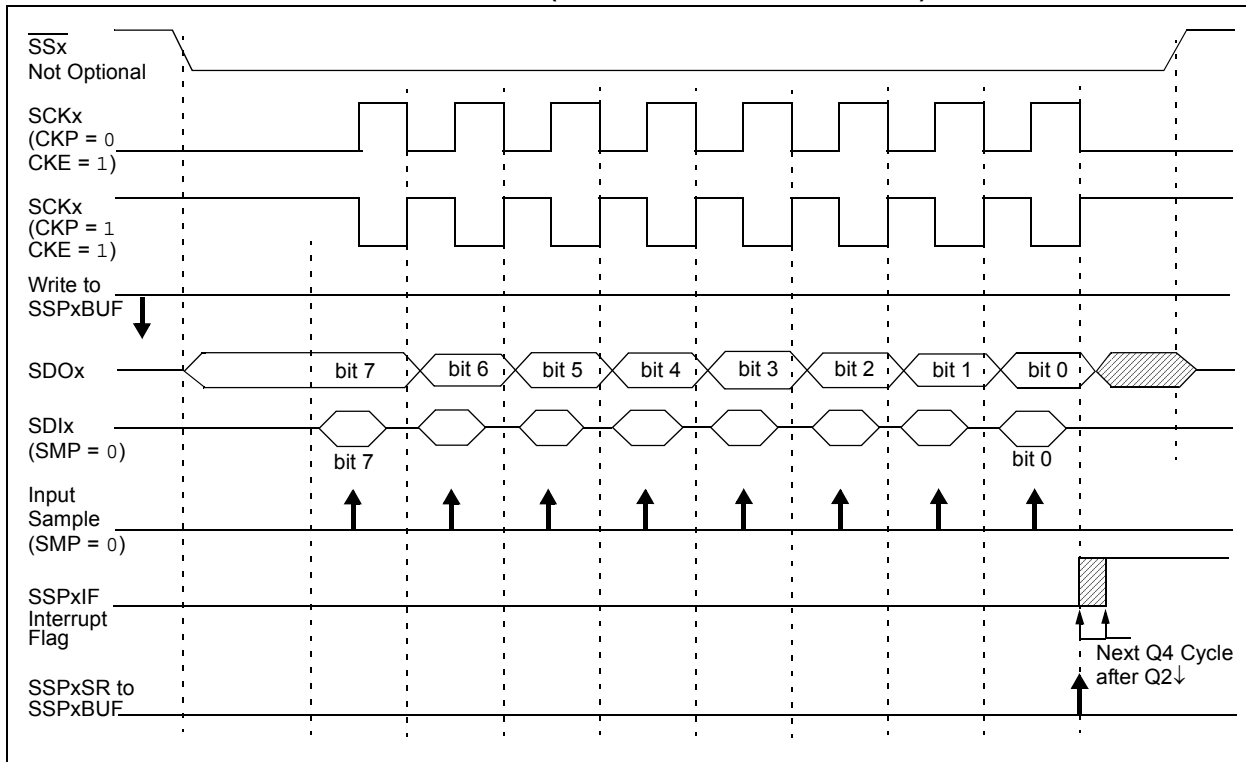 SSx
Not Optional
SCKx
(CKP = 0
CKE = 1)
SCKx
(CKP = 1
CKE = 1)
Write to
SSPxBUF
SDOx
bit 7 bit 6 bit 5 bit 4 bit 3 bit 2 bit 1 bit 0
SDIx
(SMP = 0)
bit 7 bit 0
Input
Sample
(SMP = 0)
SSPxIF
Interrupt
Flag
Next Q4 Cycle
after Q2↓
SSPxSR to
SSPxBUF